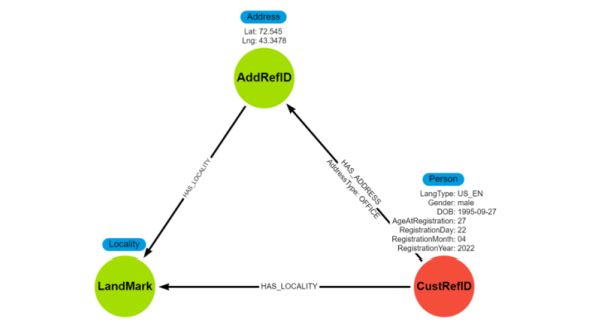 Address
Lat: 72.545
Lng: 43.3478
AddRefID
HAS_LOCALITY
HAS_ADDRESS
AddressType: OFFICE
Person
LangType: US_EN
Gender: male
DOB: 1995-09-27
AgeAtRegistration: 27
RegistrationDay: 22
RegistrationMonth: 04
RegistrationYear: 2022
Locality
LandMark
HAS_LOCALITY
CustRefID